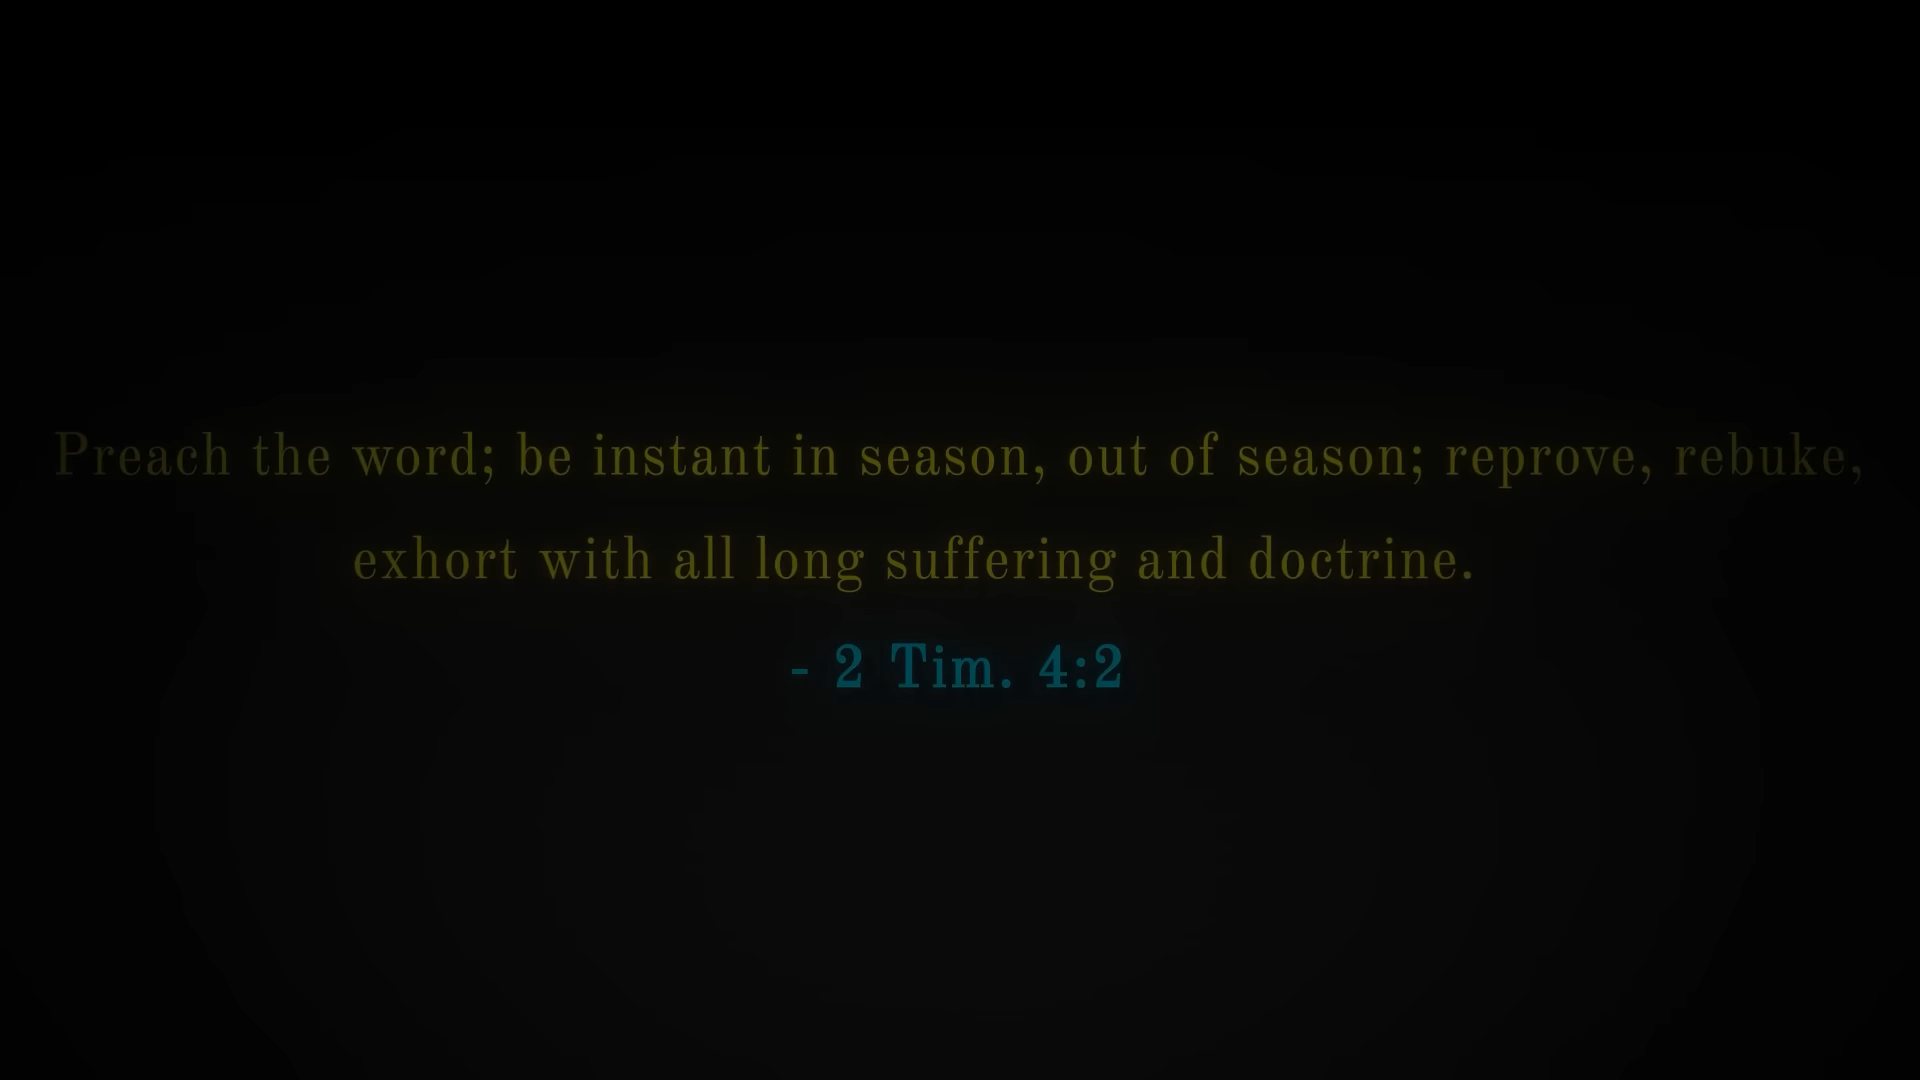 Preach the word; be instant in season, out of season; reprove, rebuke,
exhort with all long suffering and doctrine.
- 2 Tim. 4:2